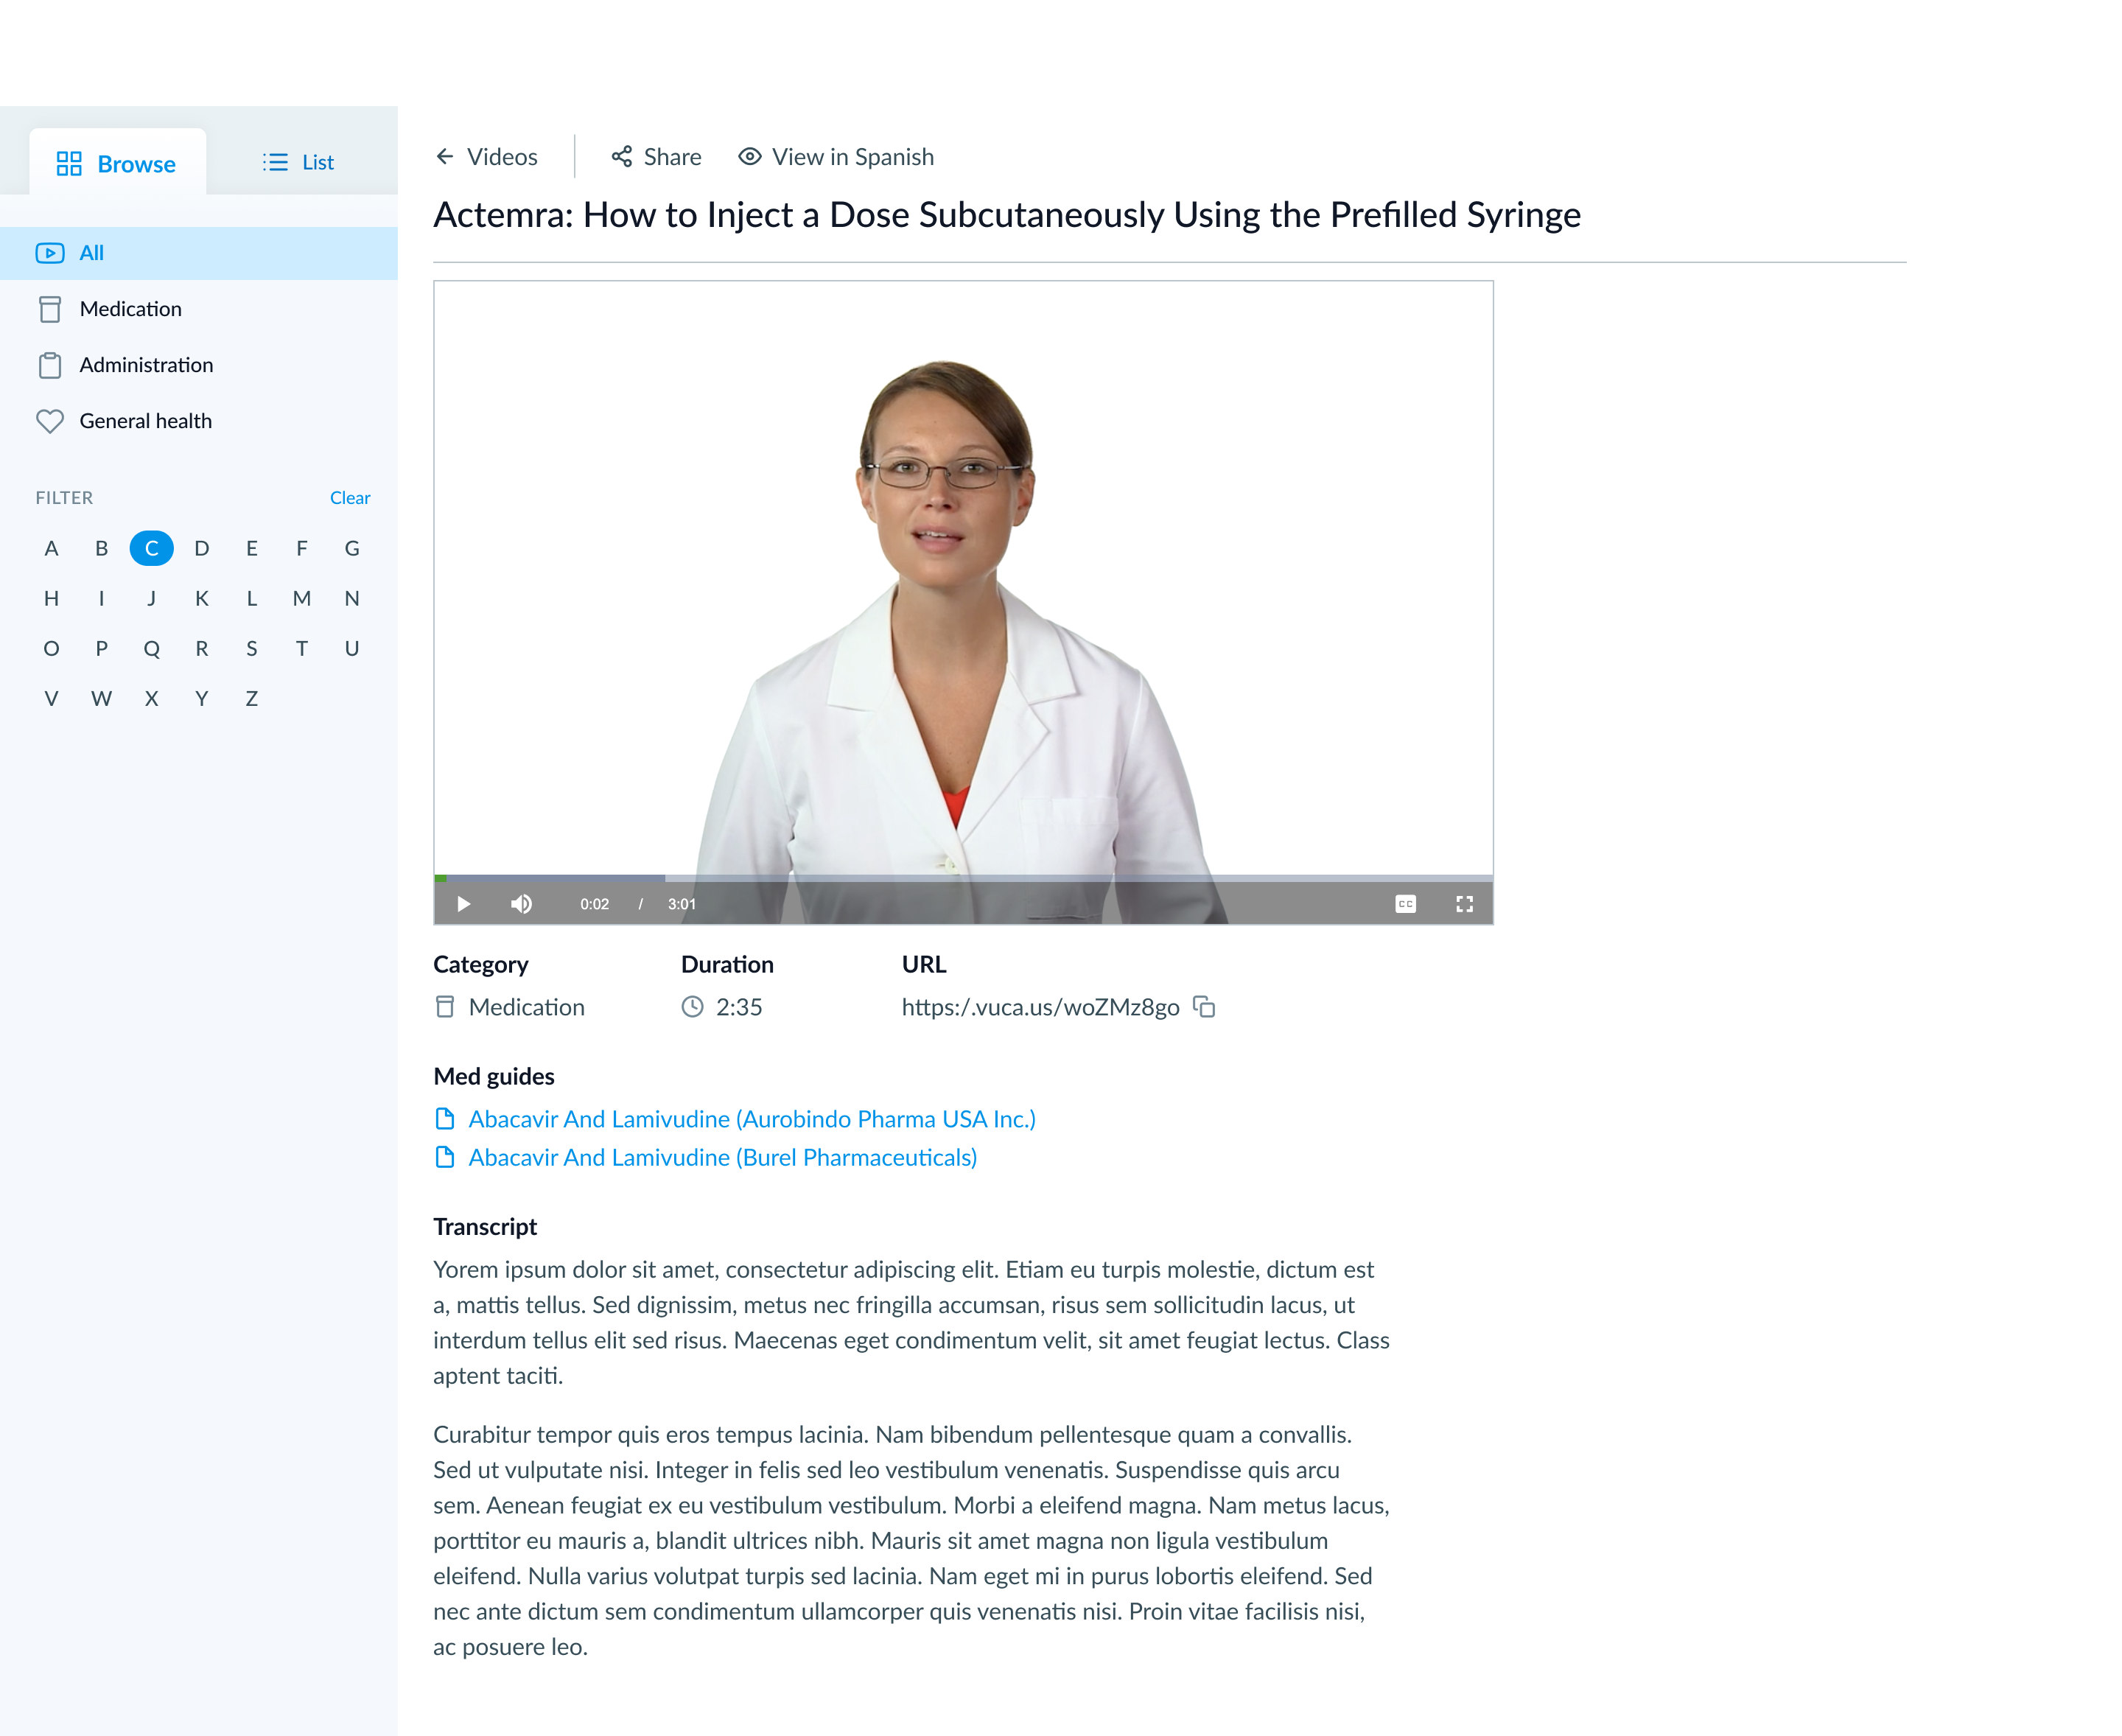 Browse
List
All
Medication
Administration
General health
FILTER
Clear
A B C D E F G
H I J K L M N
O P Q R S T U
V W X Y Z
Videos
Share
View in Spanish
Actemra: How to Inject a Dose Subcutaneously Using the Prefilled Syringe
0:02 / 3:01
CC
Category
Medication
Duration
2:35
URL
https:/.vuca.us/woZMz8go
Med guides
Abacavir And Lamivudine (Aurobindo Pharma USA Inc.)
Abacavir And Lamivudine (Burel Pharmaceuticals)
Transcript
Yorem ipsum dolor sit amet, consectetur adipiscing elit. Etiam eu turpis molestie, dictum est
a, mattis tellus. Sed dignissim, metus nec fringilla accumsan, risus sem sollicitudin lacus, ut
interdum tellus elit sed risus. Maecenas eget condimentum velit, sit amet feugiat lectus. Class
aptent taciti.
Curabitur tempor quis eros tempus lacinia. Nam bibendum pellentesque quam a convallis.
Sed ut vulputate nisi. Integer in felis sed leo vestibulum venenatis. Suspendisse quis arcu
sem. Aenean feugiat ex eu vestibulum vestibulum. Morbi a eleifend magna. Nam metus lacus,
porttitor eu mauris a, blandit ultrices nibh. Mauris sit amet magna non ligula vestibulum
eleifend. Nulla varius volutpat turpis sed lacinia. Nam eget mi in purus lobortis eleifend. Sed
nec ante dictum sem condimentum ullamcorper quis venenatis nisi. Proin vitae facilisis nisi,
ac posuere leo.